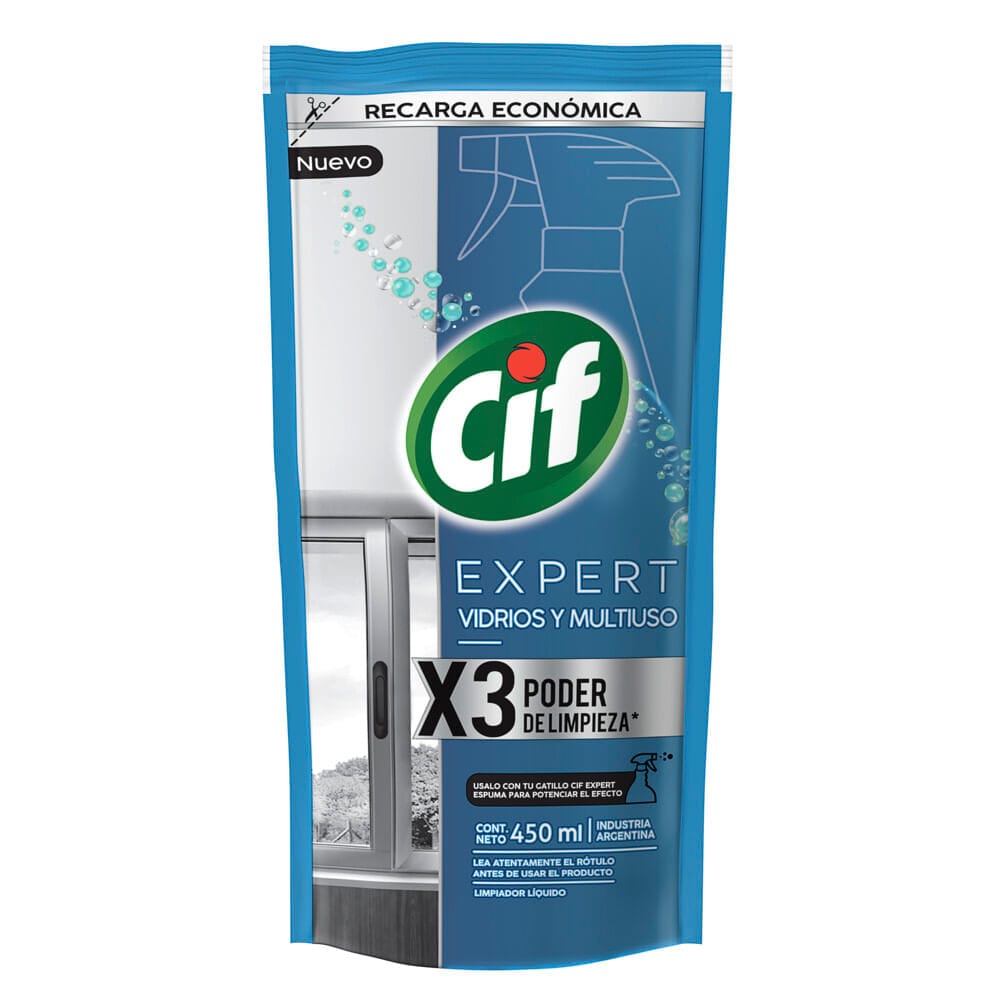 RECARGA ECONÓMICA
Nuevo
Cif
EXPERT
VIDRIOS Y MULTIUSO
X3 PODER
DE LIMPIEZA*
USALO CON TU GATILLO CIF EXPERT
ESPUMA PARA POTENCIAR EL EFECTO
CONT. NETO 450 ml | INDUSTRIA ARGENTINA
LEA ATENTAMENTE EL RÓTULO
ANTES DE USAR EL PRODUCTO
LIMPIADOR LÍQUIDO